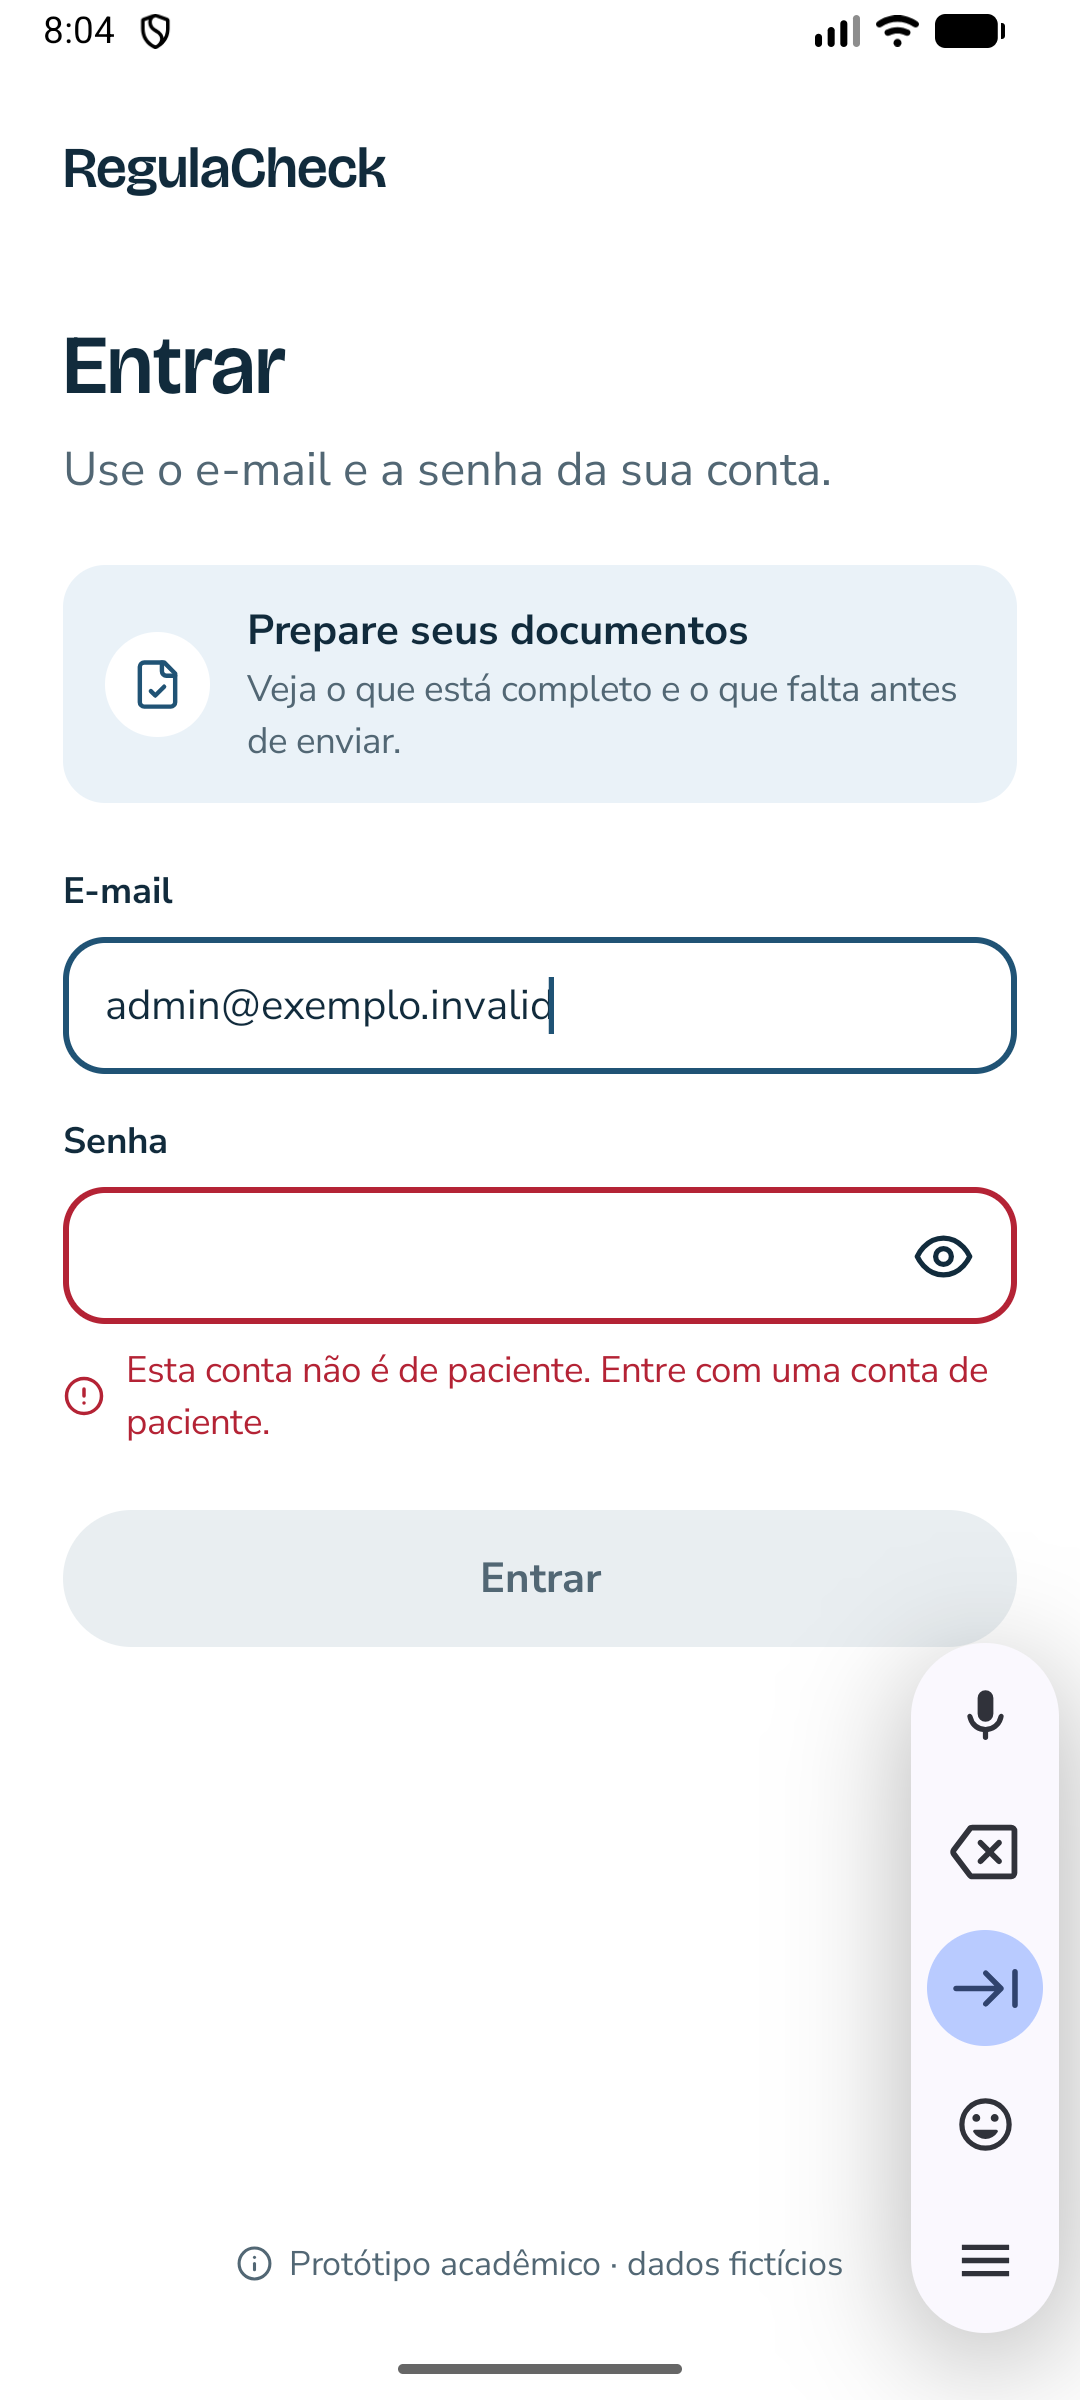 8:04
RegulaCheck
Entrar
Use o e-mail e a senha da sua conta.
Prepare seus documentos
Veja o que está completo e o que falta antes
de enviar.
E-mail
admin@exemplo.invalid
Senha
Esta conta não é de paciente. Entre com uma conta de
paciente.
Entrar
Protótipo acadêmico · dados fictícios